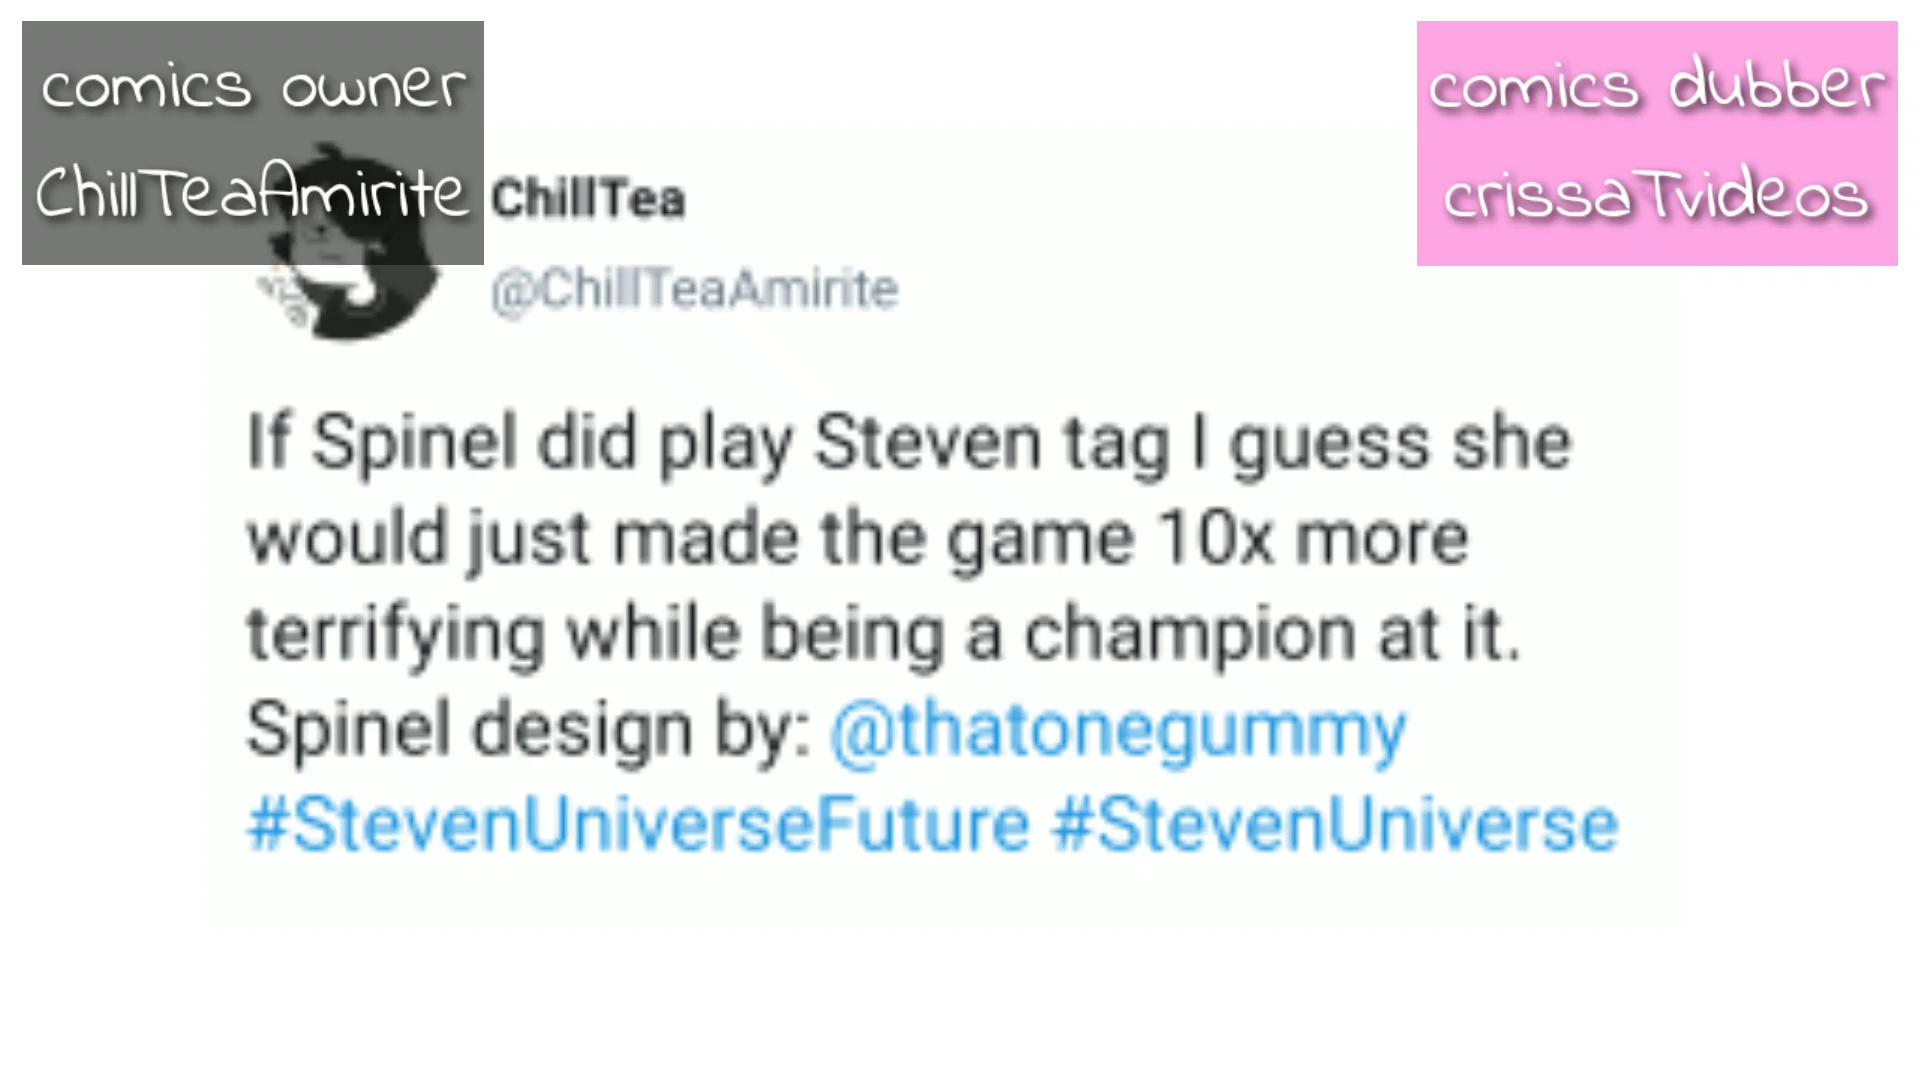 comics owner
ChillTeaAmirite
comics dubber
crissaTvideos
ChillTea
@ChillTeaAmirite
If Spinel did play Steven tag I guess she
would just made the game 10x more
terrifying while being a champion at it.
Spinel design by: @thatonegummy
#StevenUniverseFuture #StevenUniverse